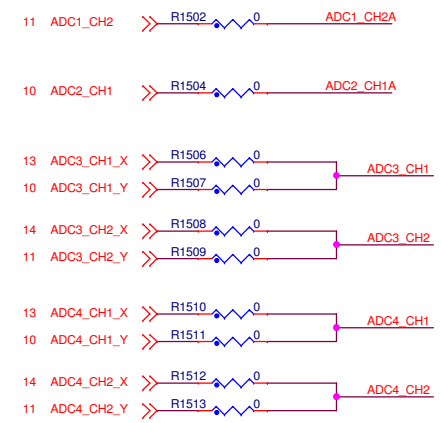 11 ADC1_CH2 R1502 0 ADC1_CH2A
10 ADC2_CH1 R1504 0 ADC2_CH1A
13 ADC3_CH1_X R1506 0
ADC3_CH1
10 ADC3_CH1_Y R1507 0
14 ADC3_CH2_X R1508 0
ADC3_CH2
11 ADC3_CH2_Y R1509 0
13 ADC4_CH1_X R1510 0
ADC4_CH1
10 ADC4_CH1_Y R1511 0
14 ADC4_CH2_X R1512 0
ADC4_CH2
11 ADC4_CH2_Y R1513 0